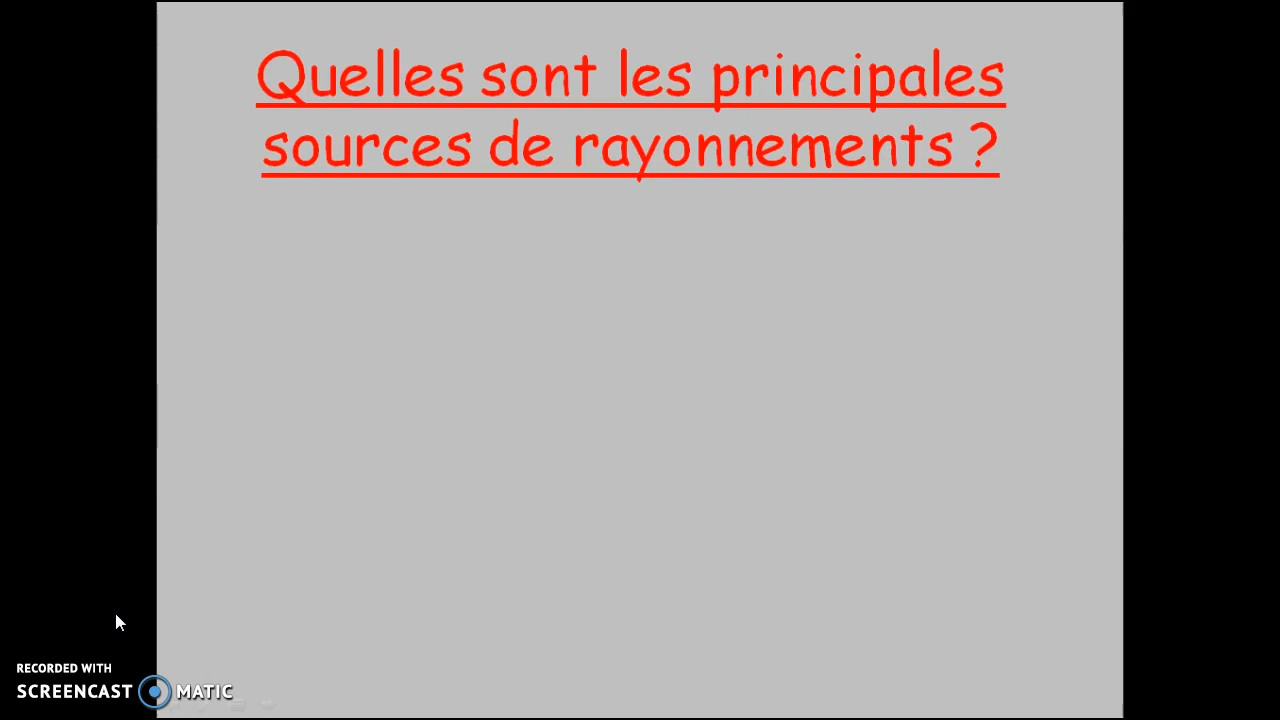 Quelles sont les principales
sources de rayonnements ?
RECORDED WITH
SCREENCAST MATIC